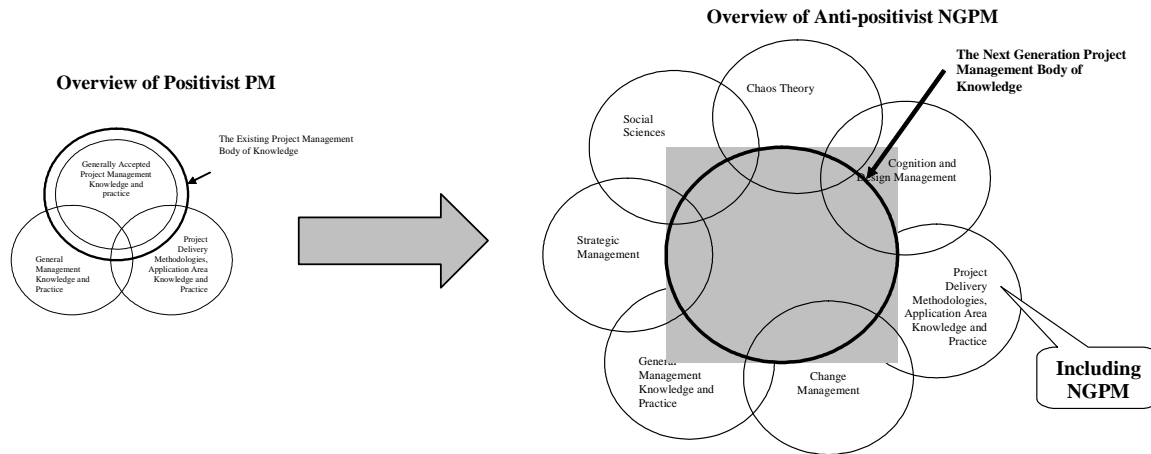 Overview of Positivist PM
The Existing Project Management
Body of Knowledge
Generally Accepted
Project Management
Knowledge and
practice
General
Management
Knowledge and
Practice
Project
Delivery
Methodologies,
Application Area
Knowledge and
Practice
Overview of Anti-positivist NGPM
The Next Generation Project
Management Body of
Knowledge
Chaos Theory
Social
Sciences
Cognition and
Design Management
Strategic
Management
Project
Delivery
Methodologies,
Application Area
Knowledge and
Practice
General
Management
Knowledge and
Practice
Change
Management
Including
NGPM